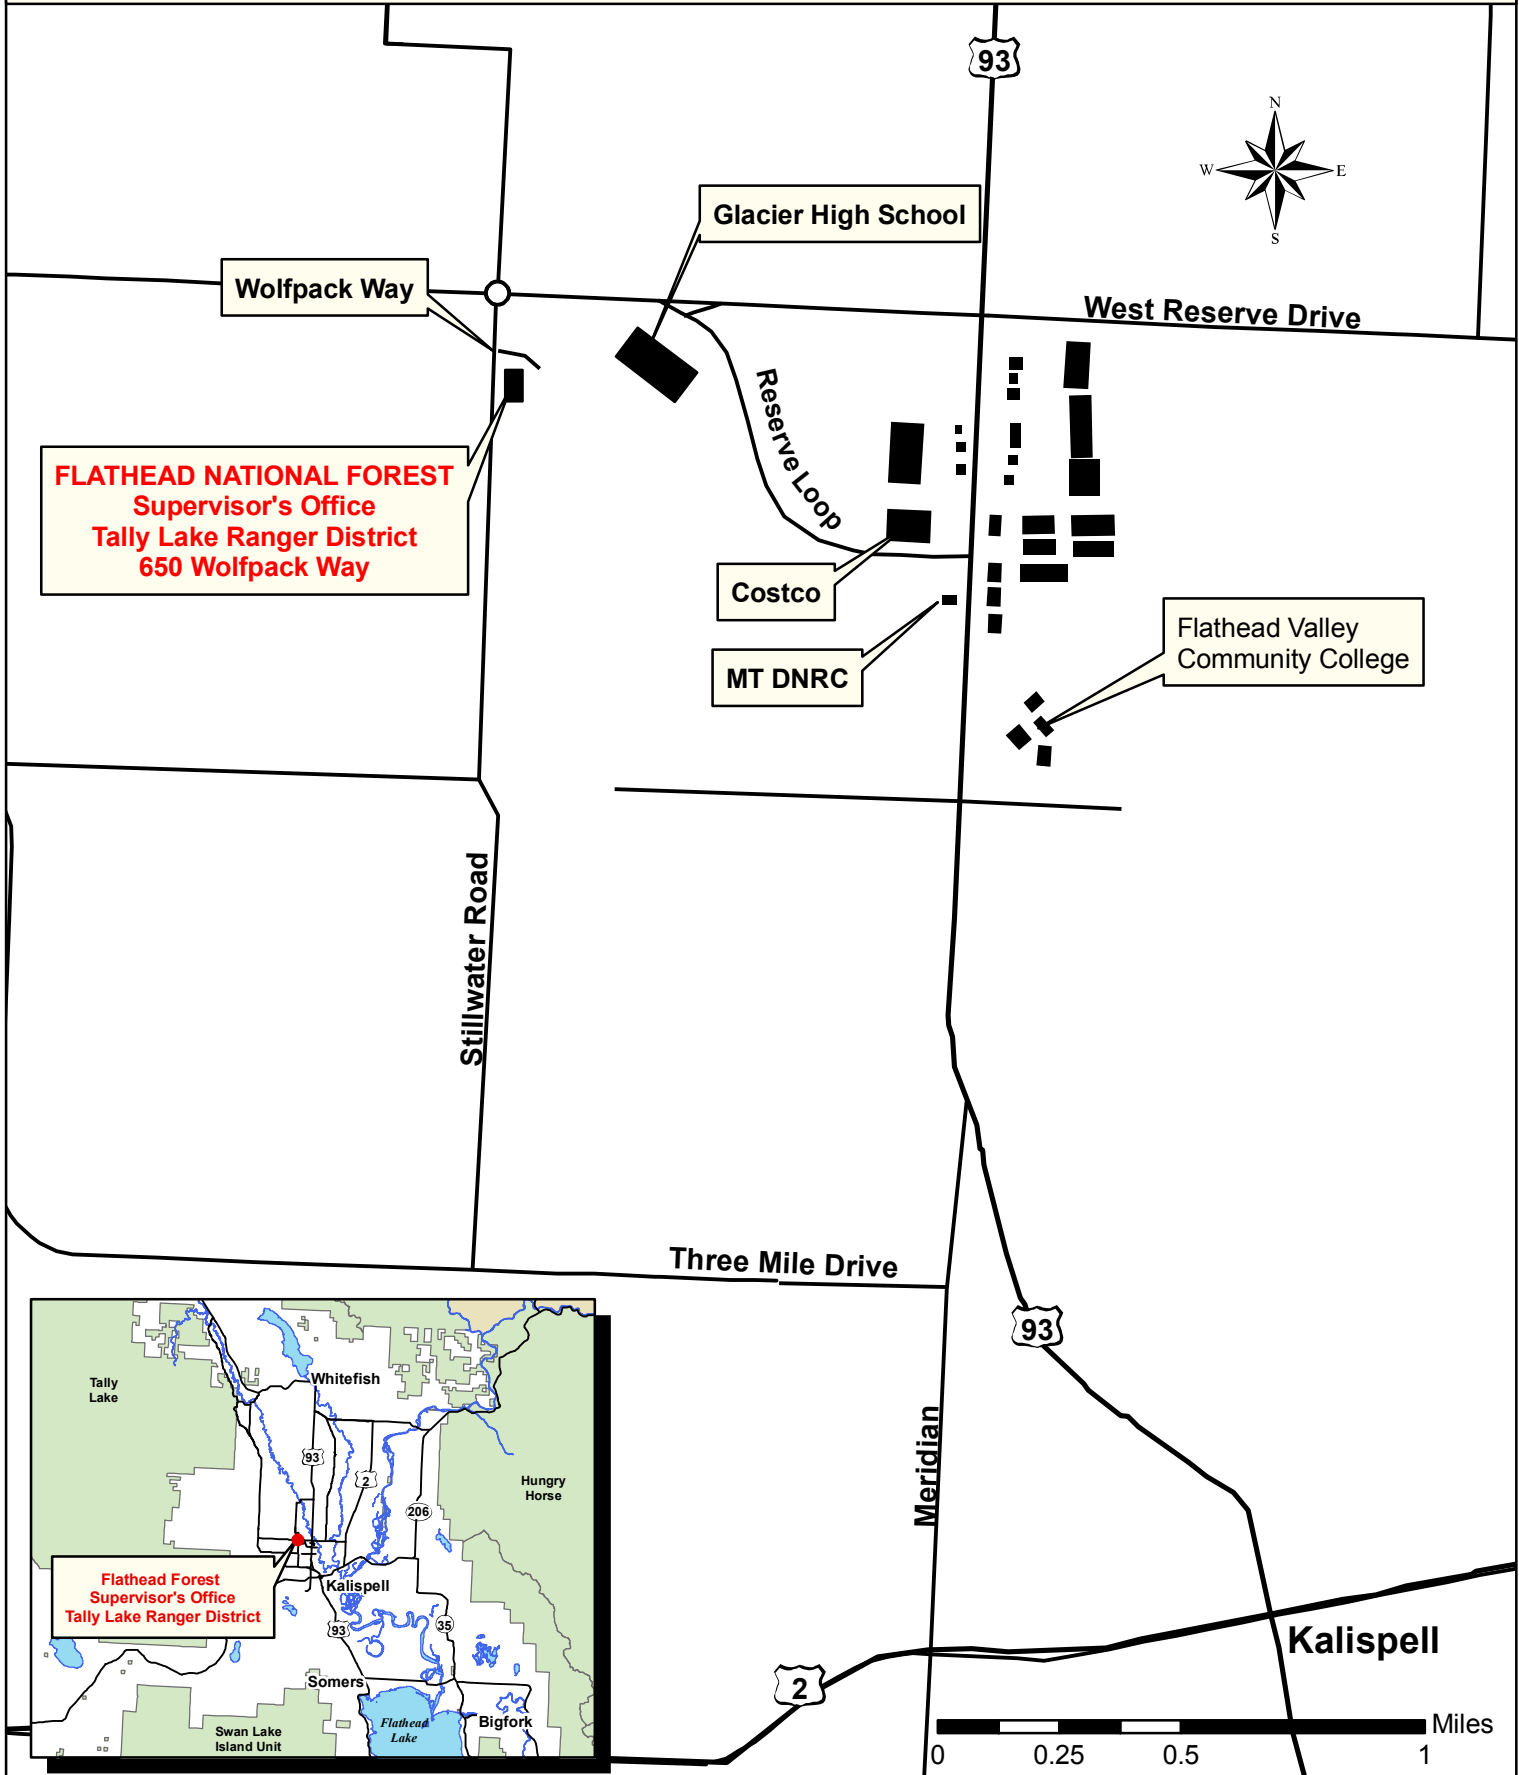 93
N
W
E
S
Glacier High School
Wolfpack Way
West Reserve Drive
Reserve Loop
FLATHEAD NATIONAL FOREST
Supervisor's Office
Tally Lake Ranger District
650 Wolfpack Way
Costco
MT DNRC
Flathead Valley
Community College
Stillwater Road
Three Mile Drive
93
Meridian
Kalispell
2
Miles
0
0.25
0.5
1
Whitefish
Tally
Lake
93
2
Hungry
Horse
206
Flathead Forest
Supervisor's Office
Tally Lake Ranger District
Kalispell
93
35
Somers
Flathead
Lake
Bigfork
Swan Lake
Island Unit